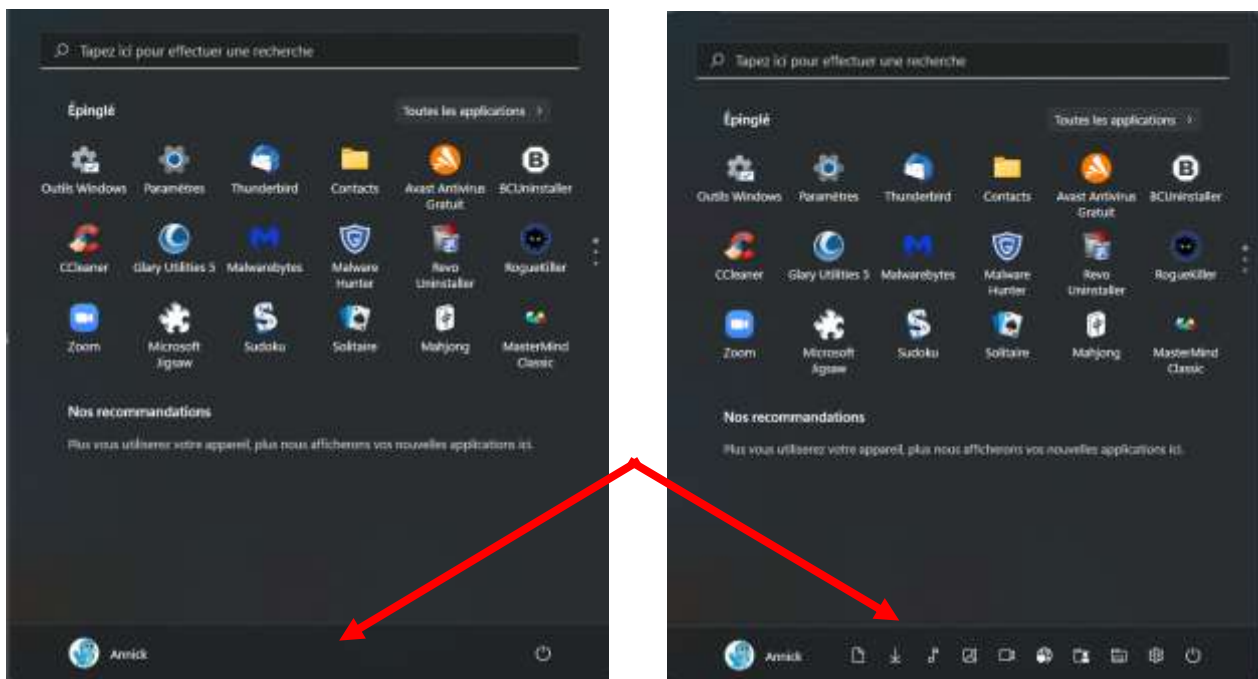 Tapez ici pour effectuer une recherche
Épinglé
Toutes les applications >
Outils Windows
Paramètres
Thunderbird
Contacts
Avast Antivirus
Gratuit
BCUninstaller
CCleaner
Glary Utilities 5
Malwarebytes
Malware
Hunter
Revo
Uninstaller
RogueKiller
Zoom
Microsoft
Jigsaw
Sudoku
Solitaire
Mahjong
MasterMind
Classic
Nos recommandations
Plus vous utiliserez votre appareil, plus nous afficherons vos nouvelles applications ici.
Annick
Tapez ici pour effectuer une recherche
Épinglé
Toutes les applications >
Outils Windows
Paramètres
Thunderbird
Contacts
Avast Antivirus
Gratuit
BCUninstaller
CCleaner
Glary Utilities 5
Malwarebytes
Malware
Hunter
Revo
Uninstaller
RogueKiller
Zoom
Microsoft
Jigsaw
Sudoku
Solitaire
Mahjong
MasterMind
Classic
Nos recommandations
Plus vous utiliserez votre appareil, plus nous afficherons vos nouvelles applications ici.
Annick